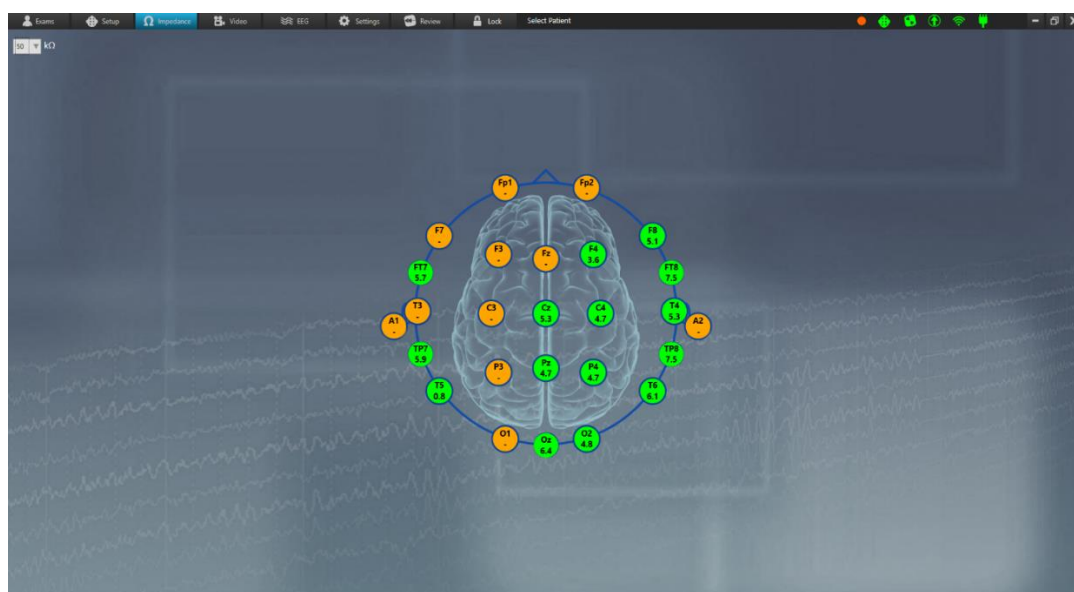 Exams Setup Impedance Video EEG Settings Review Lock Select Patient
50 kΩ
Fp1 Fp2
- -
F7 F8
- 5.1
F3 Fz F4
- - 3.6
FT7 FT8
5.7 7.5
T3 C3 Cz C4 T4
- - 5.3 4.7 5.3
A1 A2
- -
TP7 TP8
5.9 7.5
P3 Pz P4
- 4.7 4.7
T5 T6
0.8 6.1
O1 Oz O2
- 6.4 4.8